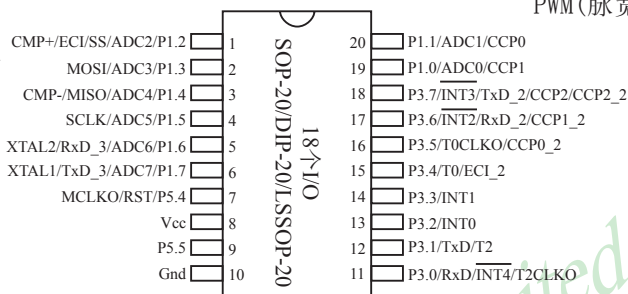 PWM(脉宽
CMP+/ECI/SS/ADC2/P1.2 1
MOSI/ADC3/P1.3 2
CMP-/MISO/ADC4/P1.4 3
SCLK/ADC5/P1.5 4
XTAL2/RxD_3/ADC6/P1.6 5
XTAL1/TxD_3/ADC7/P1.7 6
MCLKO/RST/P5.4 7
Vcc 8
P5.5 9
Gnd 10
SOP-20/DIP-20/LSSOP-20
18个I/O
20 P1.1/ADC1/CCP0
19 P1.0/ADC0/CCP1
18 P3.7/INT3/TxD_2/CCP2/CCP2_2
17 P3.6/INT2/RxD_2/CCP1_2
16 P3.5/T0CLKO/CCP0_2
15 P3.4/T0/ECI_2
14 P3.3/INT1
13 P3.2/INT0
12 P3.1/TxD/T2
11 P3.0/RxD/INT4/T2CLKO